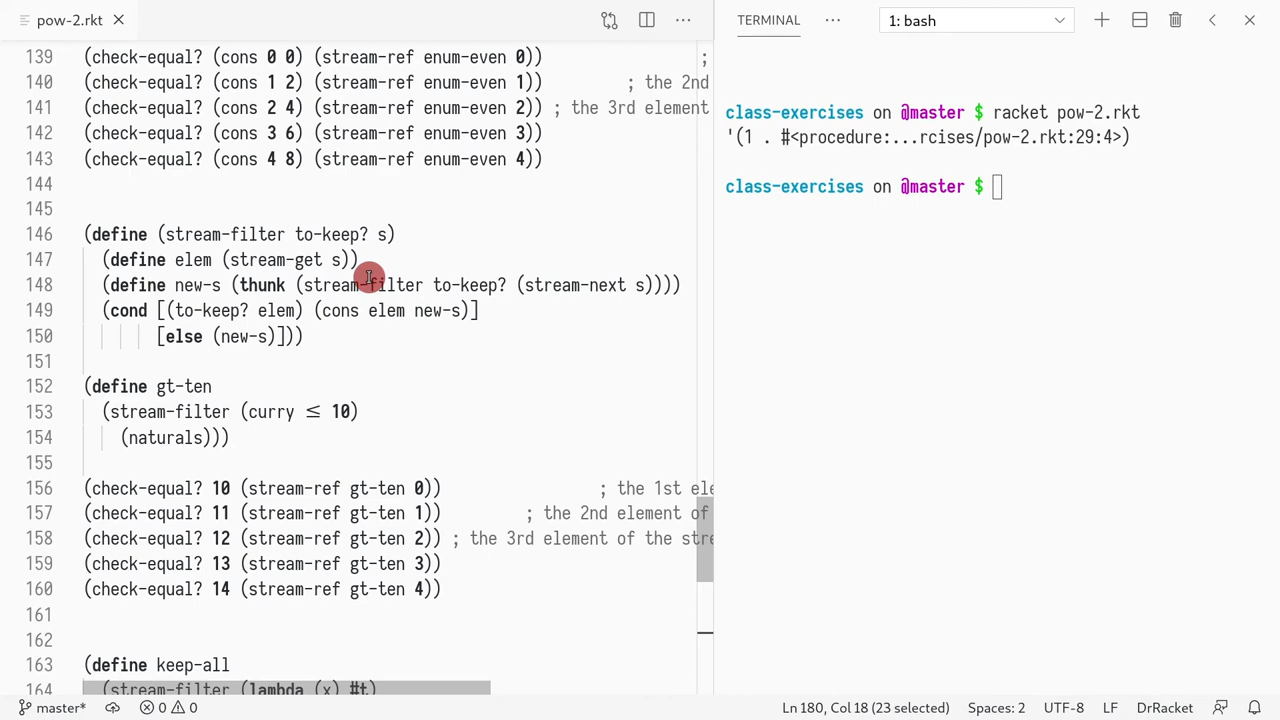 pow-2.rkt
139 (check-equal? (cons 0 0) (stream-ref enum-even 0)) ;
140 (check-equal? (cons 1 2) (stream-ref enum-even 1)) ; the 2nd
141 (check-equal? (cons 2 4) (stream-ref enum-even 2)) ; the 3rd element
142 (check-equal? (cons 3 6) (stream-ref enum-even 3))
143 (check-equal? (cons 4 8) (stream-ref enum-even 4))
144
145
146 (define (stream-filter to-keep? s)
147 (define elem (stream-get s))
148 (define new-s (thunk (stream-filter to-keep? (stream-next s))))
149 (cond [(to-keep? elem) (cons elem new-s)]
150 [else (new-s)]))
151
152 (define gt-ten
153 (stream-filter (curry ≤ 10)
154 (naturals)))
155
156 (check-equal? 10 (stream-ref gt-ten 0)) ; the 1st ele
157 (check-equal? 11 (stream-ref gt-ten 1)) ; the 2nd element of
158 (check-equal? 12 (stream-ref gt-ten 2)) ; the 3rd element of the stre
159 (check-equal? 13 (stream-ref gt-ten 3))
160 (check-equal? 14 (stream-ref gt-ten 4))
161
162
163 (define keep-all
164 (stream-filter (lambda (x) #t)
TERMINAL
1: bash
class-exercises on @master $ racket pow-2.rkt
'(1 . #<procedure:...rcises/pow-2.rkt:29:4>)
class-exercises on @master $
master* 0 0 Ln 180, Col 18 (23 selected) Spaces: 2 UTF-8 LF DrRacket